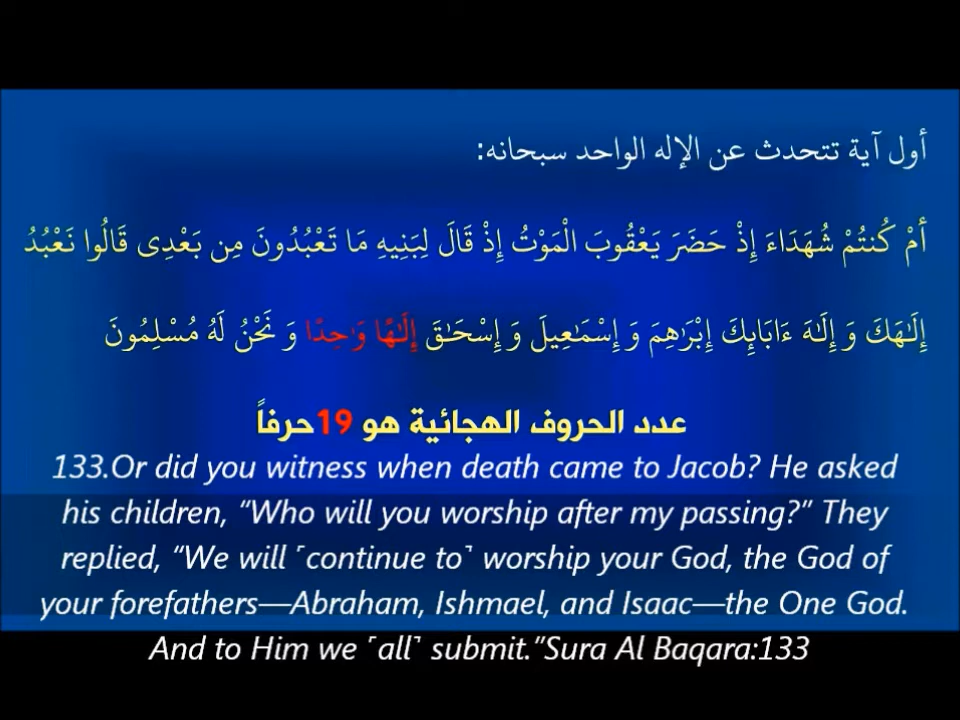 أول آية تتحدث عن الإله الواحد سبحانه:
أَمْ كُنتُمْ شُهَدَاءَ إِذْ حَضَرَ يَعْقُوبَ الْمَوْتُ إِذْ قَالَ لِبَنِيهِ مَا تَعْبُدُونَ مِن بَعْدِى قَالُوا نَعْبُدُ
إِلَـٰهَكَ وَ إِلَـٰهَ ءَابَائِكَ إِبْرَٰهِمَ وَ إِسْمَـٰعِيلَ وَ إِسْحَـٰقَ إِلَـٰهًا وَٰحِدًا وَ نَحْنُ لَهُ مُسْلِمُونَ
عدد الحروف الهجائية هو 19حرفاً
133.Or did you witness when death came to Jacob? He asked
his children, “Who will you worship after my passing?” They
replied, “We will ˹continue to˺ worship your God, the God of
your forefathers—Abraham, Ishmael, and Isaac—the One God.
And to Him we ˹all˺ submit.”Sura Al Baqara:133